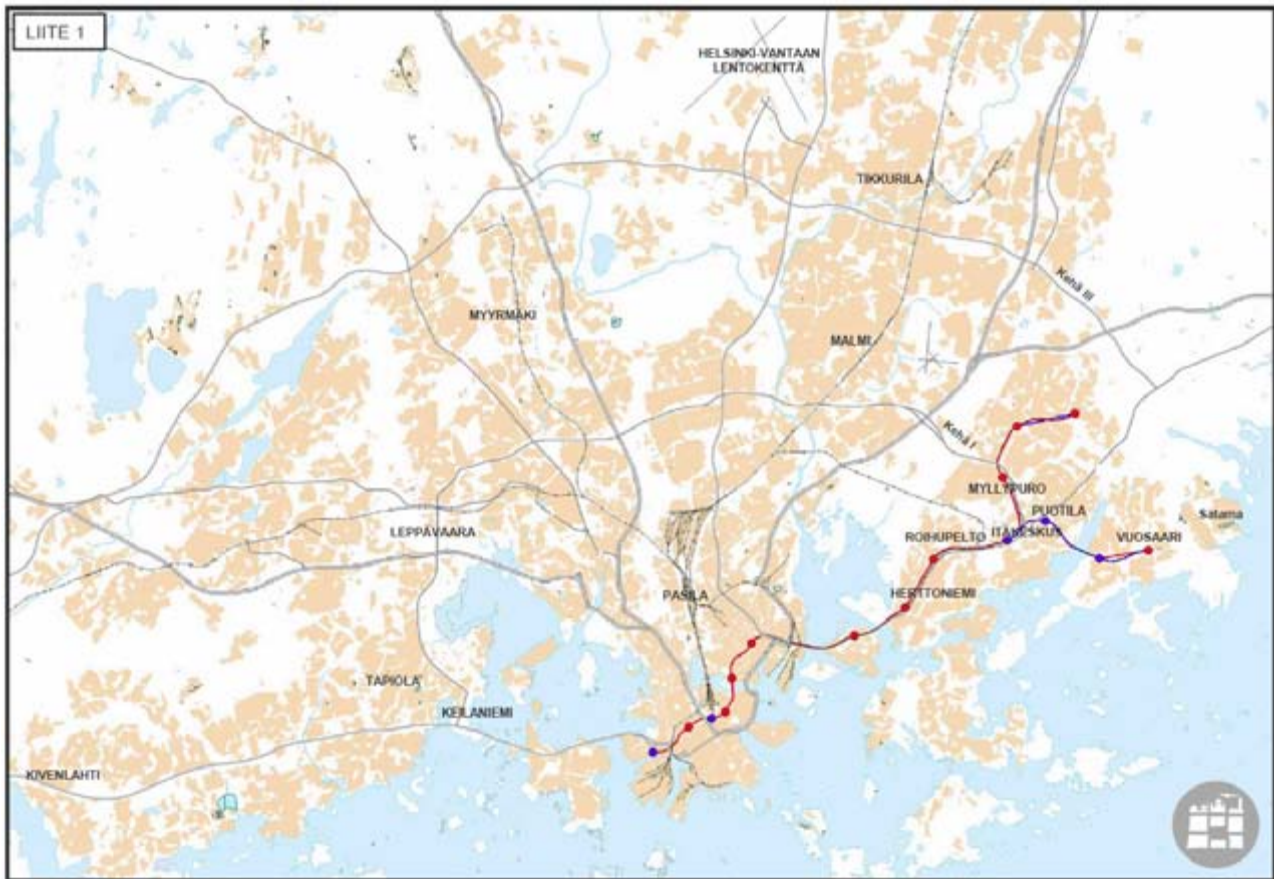 LIITE 1
HELSINKI-VANTAAN
LENTOKENTTÄ
TIKKURILA
Kehä III
MYYRMÄKI
MALMI
Kehä I
MYLLYPURO
PUOTILA
Satama
LEPPÄVAARA
ROIHUPELTO
ITÄKESKUS
VUOSAARI
PASILA
HERTTONIEMI
TAPIOLA
KEILANIEMI
KIVENLAHTI